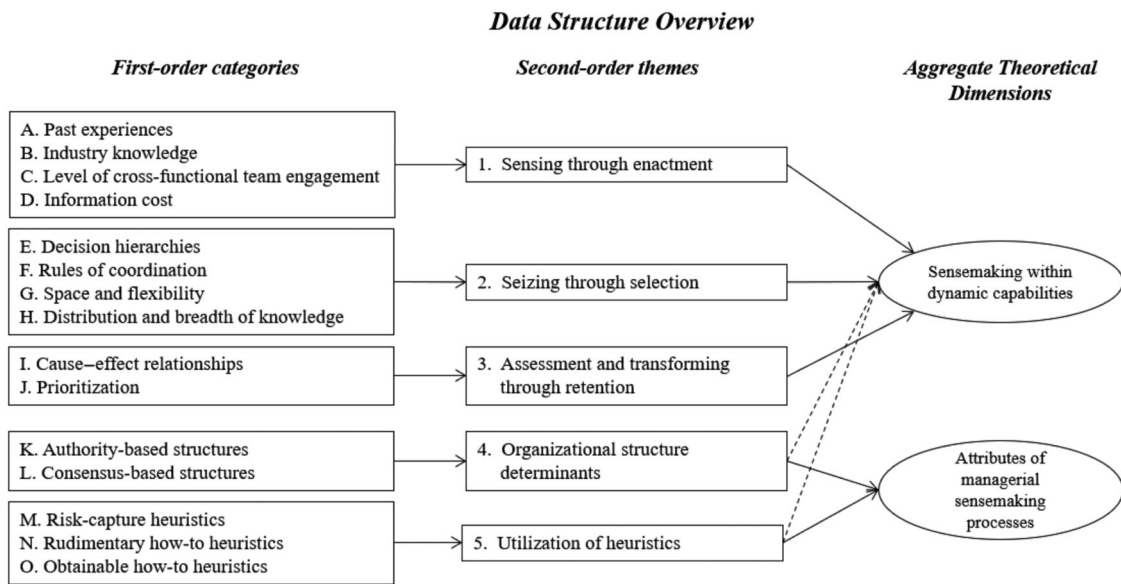 Data Structure Overview
First-order categories
Second-order themes
Aggregate Theoretical
Dimensions
A. Past experiences
B. Industry knowledge
C. Level of cross-functional team engagement
D. Information cost
1. Sensing through enactment
E. Decision hierarchies
F. Rules of coordination
G. Space and flexibility
H. Distribution and breadth of knowledge
2. Seizing through selection
Sensemaking within
dynamic capabilities
I. Cause–effect relationships
J. Prioritization
3. Assessment and transforming
through retention
K. Authority-based structures
L. Consensus-based structures
4. Organizational structure
determinants
Attributes of
managerial
sensemaking
processes
M. Risk-capture heuristics
N. Rudimentary how-to heuristics
O. Obtainable how-to heuristics
5. Utilization of heuristics